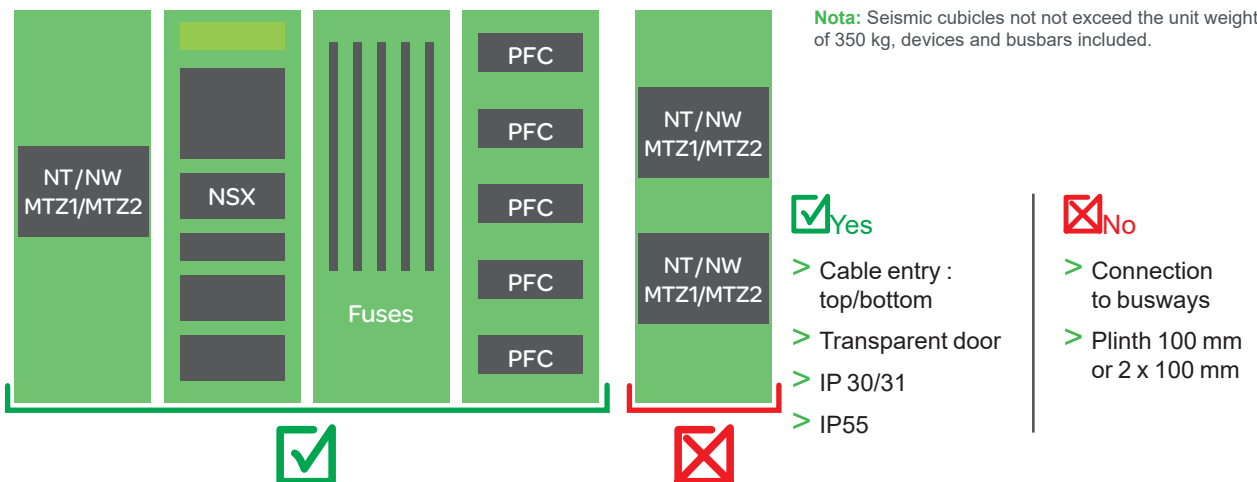 NT/NW
MTZ1/MTZ2
NSX
Fuses
PFC
PFC
PFC
PFC
PFC
NT/NW
MTZ1/MTZ2
NT/NW
MTZ1/MTZ2
Nota: Seismic cubicles not not exceed the unit weight
of 350 kg, devices and busbars included.
Yes
> Cable entry :
top/bottom
> Transparent door
> IP 30/31
> IP55
No
> Connection
to busways
> Plinth 100 mm
or 2 x 100 mm